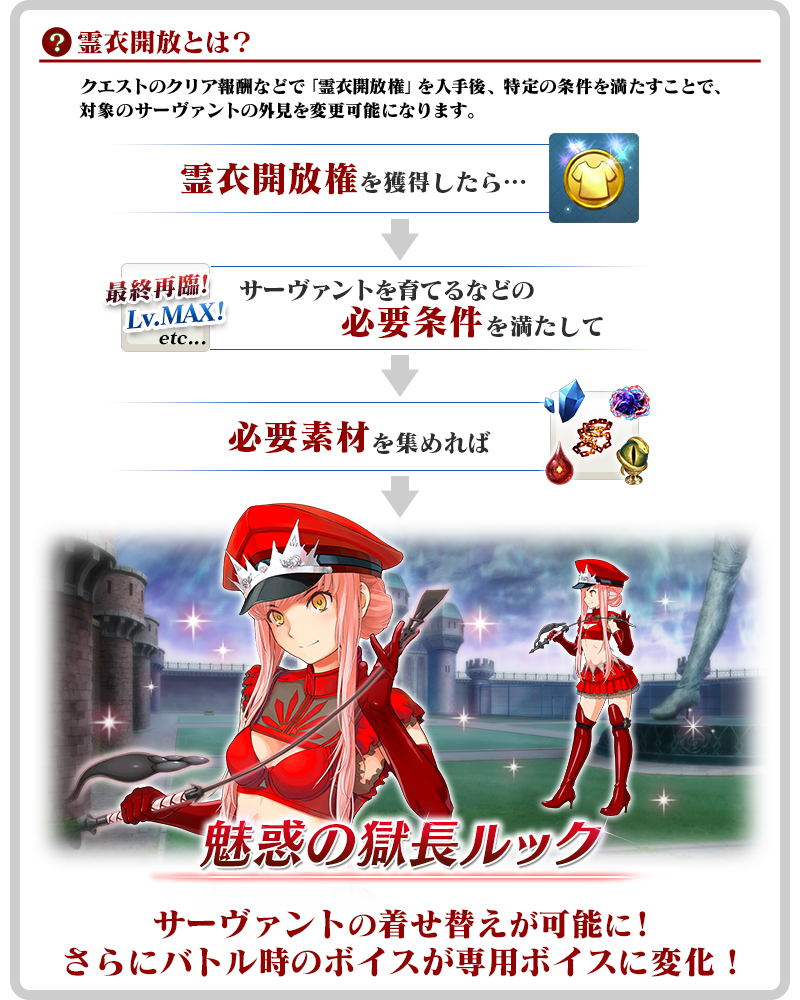 ? 霊衣開放とは？
クエストのクリア報酬などで「霊衣開放権」を入手後、特定の条件を満たすことで、
対象のサーヴァントの外見を変更可能になります。
霊衣開放権を獲得したら…
最終再臨!
Lv.MAX!
etc...
サーヴァントを育てるなどの
必要条件を満たして
必要素材を集めれば
魅惑の獄長ルック
サーヴァントの着せ替えが可能に!
さらにバトル時のボイスが専用ボイスに変化!